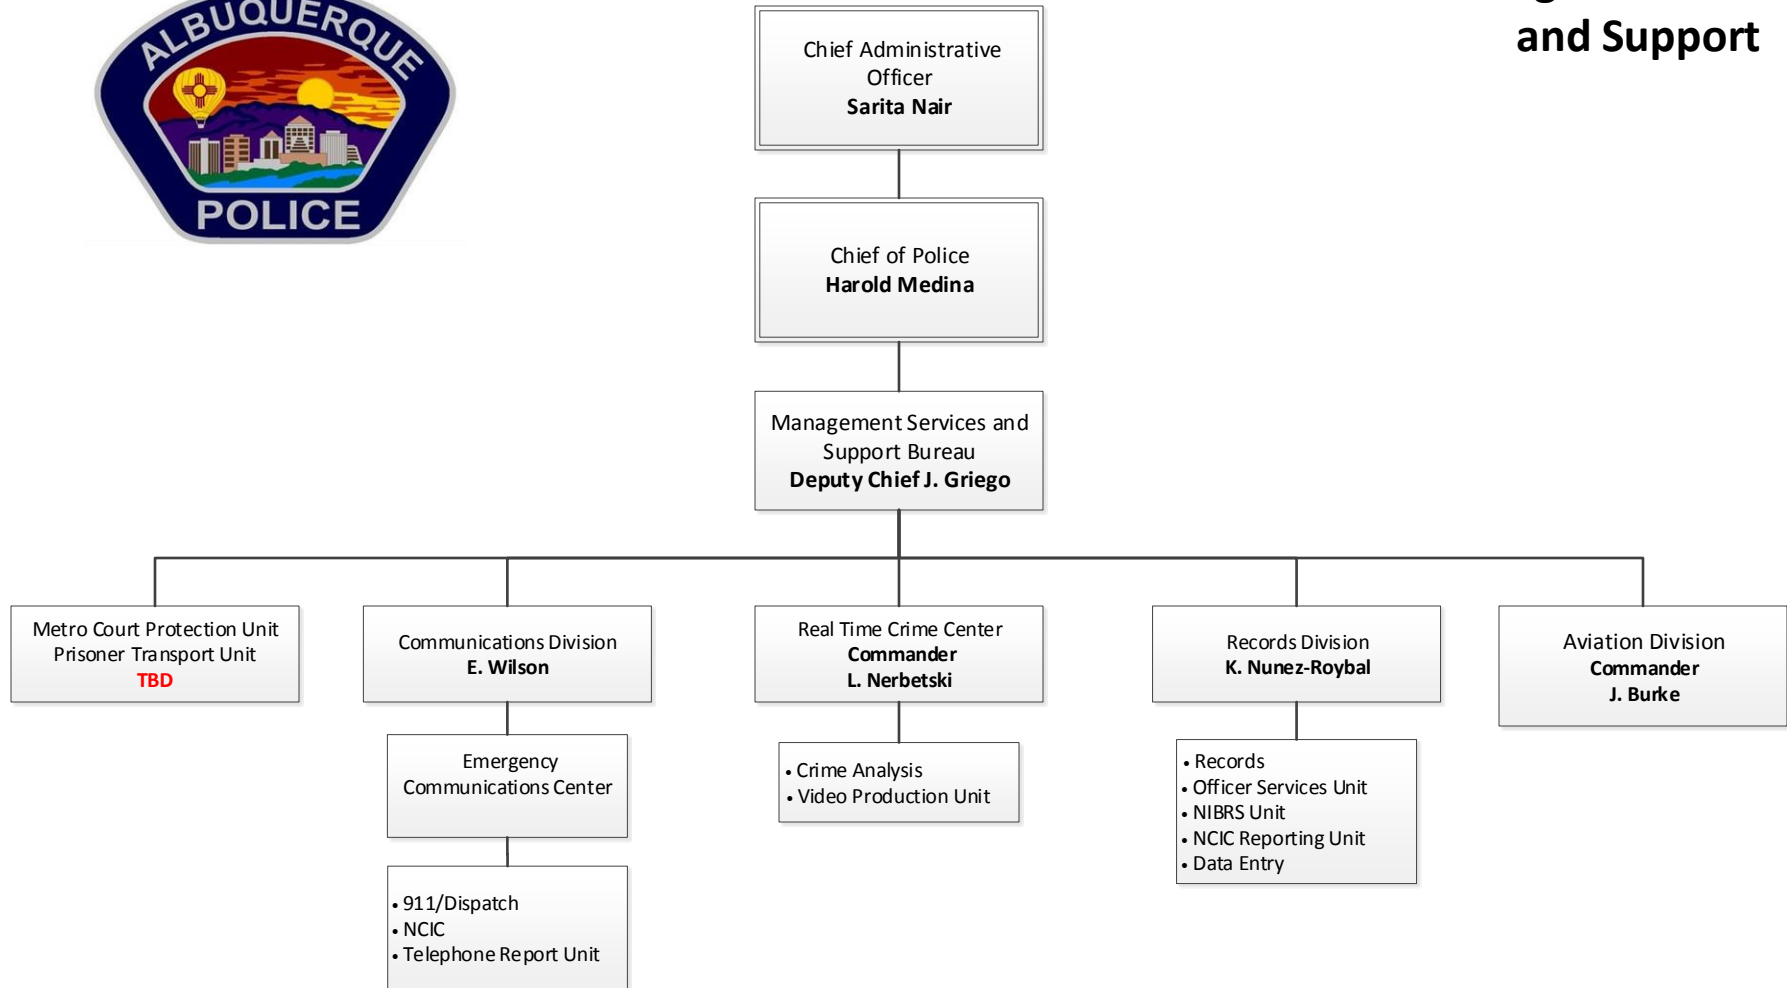 ALBUQUERQUE
POLICE
and Support
Chief Administrative
Officer
Sarita Nair
Chief of Police
Harold Medina
Management Services and
Support Bureau
Deputy Chief J. Griego
Metro Court Protection Unit
Prisoner Transport Unit
TBD
Communications Division
E. Wilson
Real Time Crime Center
Commander
L. Nerbetski
Records Division
K. Nunez-Roybal
Aviation Division
Commander
J. Burke
Emergency
Communications Center
• Crime Analysis
• Video Production Unit
• Records
• Officer Services Unit
• NIBRS Unit
• NCIC Reporting Unit
• Data Entry
• 911/Dispatch
• NCIC
• Telephone Report Unit